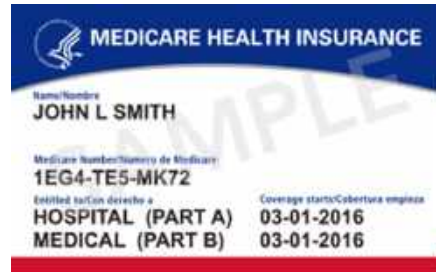 MEDICARE HEALTH INSURANCE
Name/Nombre
JOHN L SMITH
Medicare Number/Número de Medicare
1EG4-TE5-MK72
Entitled to/Con derecho a Coverage starts/Cobertura empieza
HOSPITAL (PART A) 03-01-2016
MEDICAL (PART B) 03-01-2016
SAMPLE